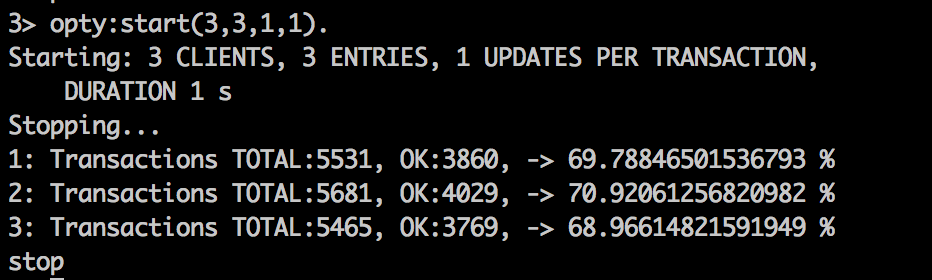 3> opty:start(3,3,1,1).
Starting: 3 CLIENTS, 3 ENTRIES, 1 UPDATES PER TRANSACTION,
    DURATION 1 s
Stopping...
1: Transactions TOTAL:5531, OK:3860, -> 69.78846501536793 %
2: Transactions TOTAL:5681, OK:4029, -> 70.92061256820982 %
3: Transactions TOTAL:5465, OK:3769, -> 68.96614821591949 %
stop